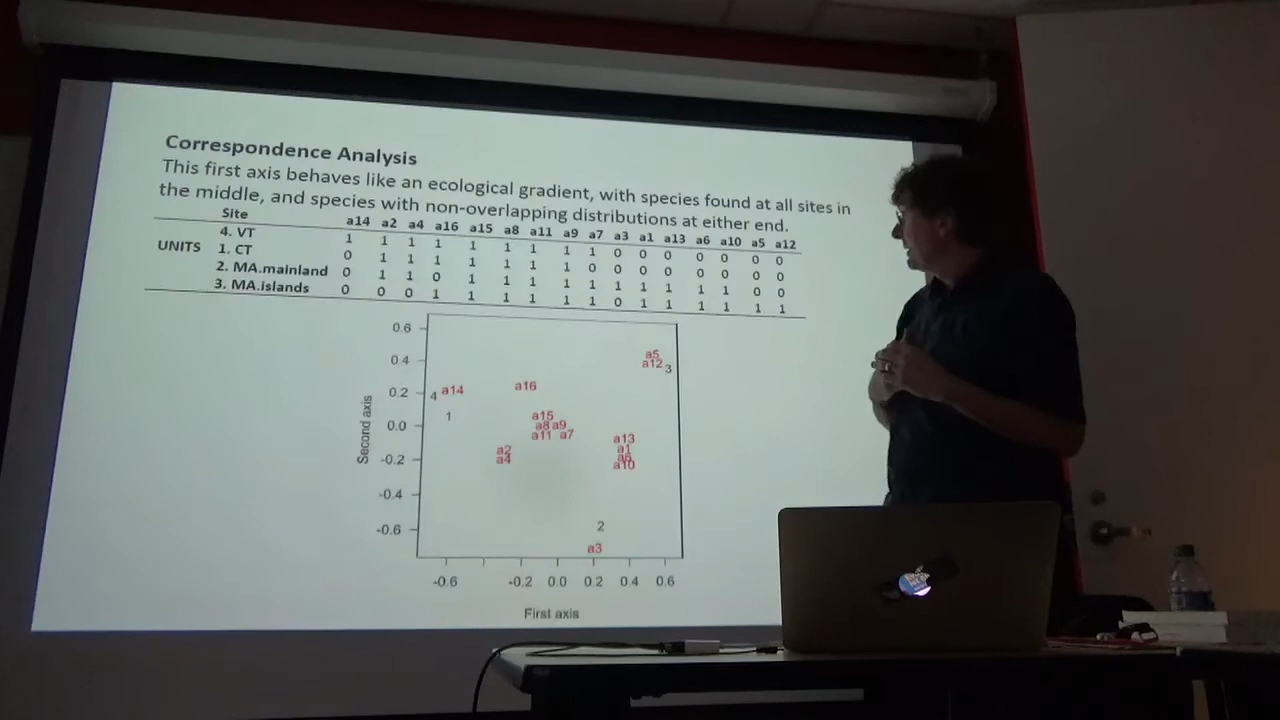 Correspondence Analysis
This first axis behaves like an ecological gradient, with species found at all sites in
the middle, and species with non-overlapping distributions at either end.
Site a14 a2 a4 a16 a15 a8 a11 a9 a7 a3 a1 a13 a6 a10 a5 a12
4. VT 1 1 1 1 1 1 1 1 1 0 0 0 0 0 0 0
UNITS 1. CT 0 1 1 1 1 1 1 1 0 0 0 0 0 0 0 0
2. MA.mainland 0 1 1 0 1 1 1 1 1 1 1 1 1 1 0 0
3. MA.islands 0 0 0 1 1 1 1 1 1 0 1 1 1 1 1 1
0.6
a5
0.4 a12 3
a16
0.2 4 a14
1 a15
0.0 a8 a9
a11 a7 a13
a2 a1
-0.2 a4 a6
a10
-0.4
-0.6 2
a3
Second axis
-0.6 -0.2 0.0 0.2 0.4 0.6
First axis